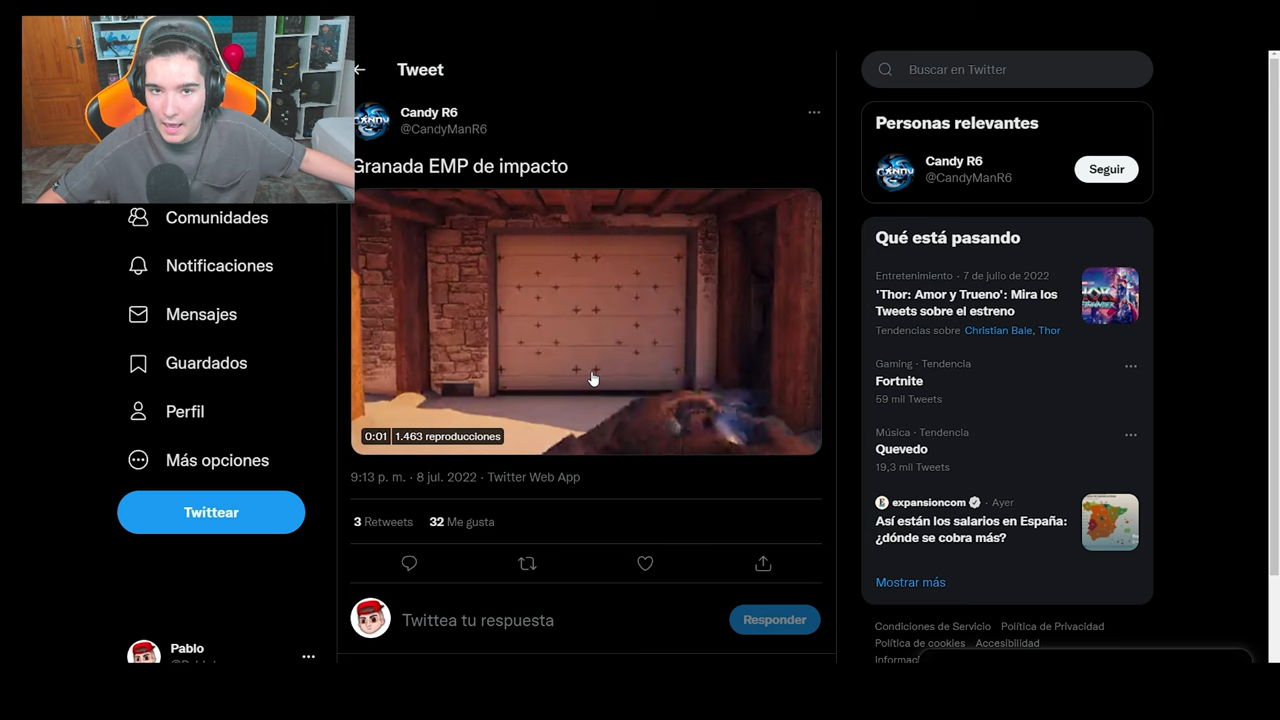 Tweet
Candy R6
@CandyManR6
Granada EMP de impacto
0:01 1.463 reproducciones
9:13 p. m. · 8 jul. 2022 · Twitter Web App
3 Retweets 32 Me gusta
Twittea tu respuesta
Responder
Comunidades
Notificaciones
Mensajes
Guardados
Perfil
Más opciones
Twittear
Pablo
Buscar en Twitter
Personas relevantes
Candy R6
@CandyManR6
Seguir
Qué está pasando
Entretenimiento · 7 de julio de 2022
'Thor: Amor y Trueno': Mira los
Tweets sobre el estreno
Tendencias sobre Christian Bale, Thor
Gaming · Tendencia
Fortnite
59 mil Tweets
Música · Tendencia
Quevedo
19,3 mil Tweets
expansioncom · Ayer
Así están los salarios en España:
¿dónde se cobra más?
Mostrar más
Condiciones de Servicio Política de Privacidad
Política de cookies Accesibilidad